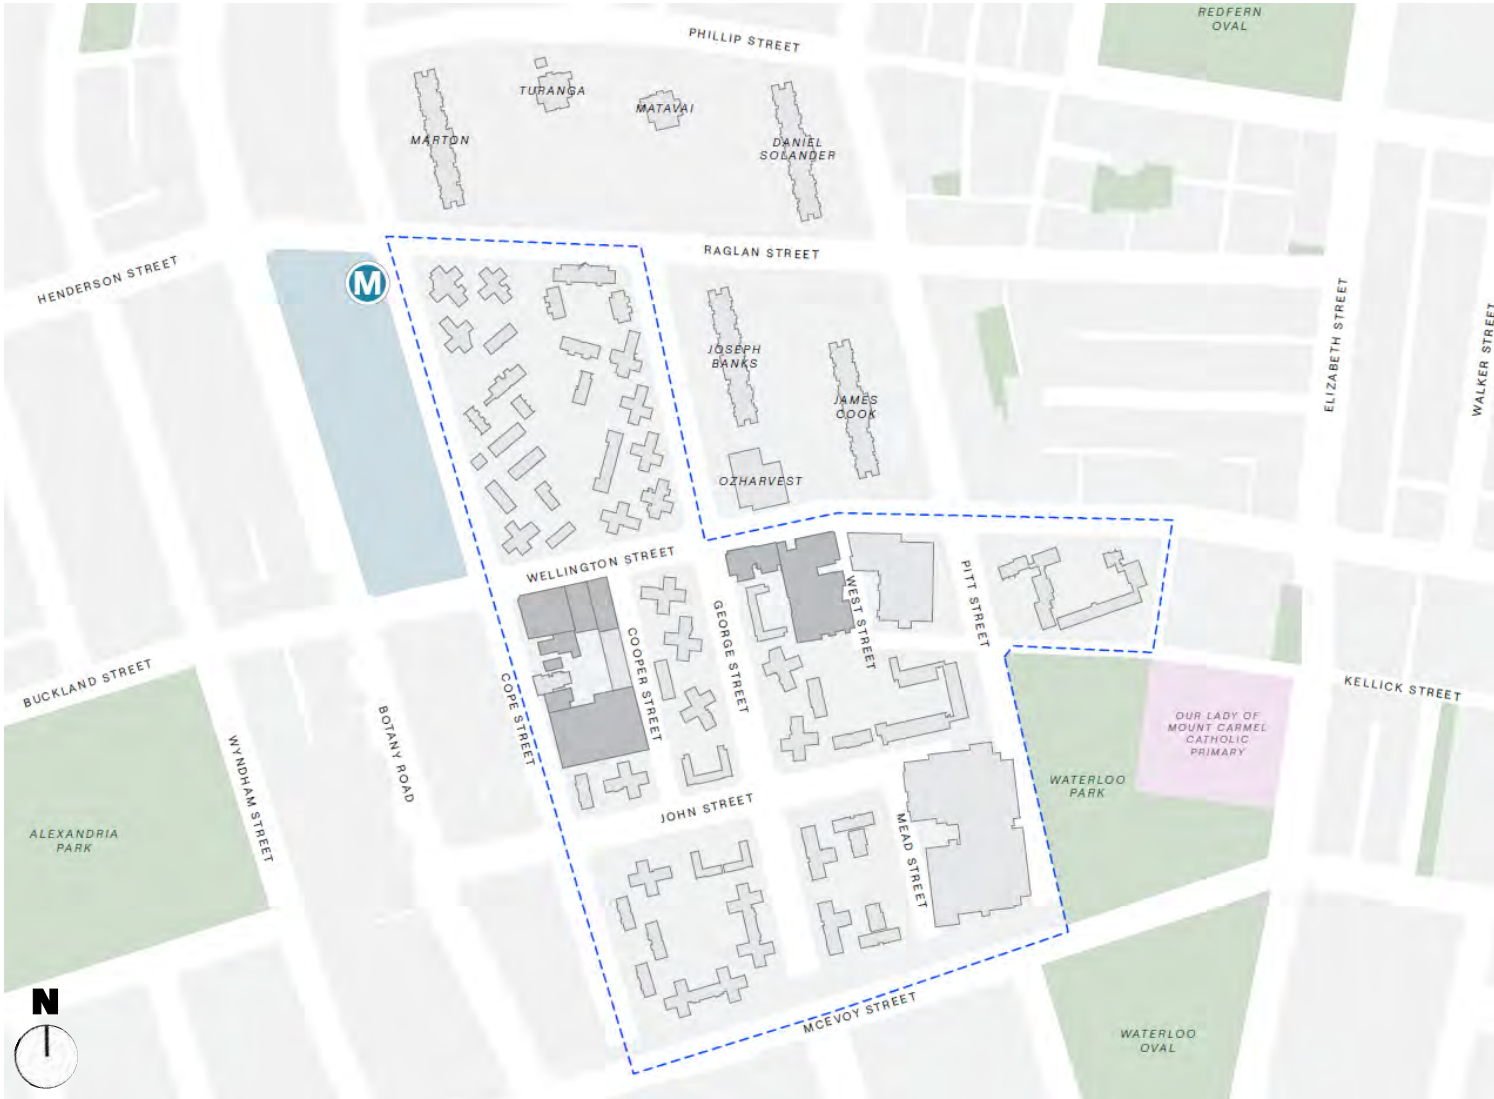 REDFERN
OVAL
PHILLIP STREET
TURANGA
MATAVAI
MARTON
DANIEL
SOLANDER
RAGLAN STREET
HENDERSON STREET
M
ELIZABETH STREET
WALKER STREET
JOSEPH
BANKS
JAMES
COOK
OZHARVEST
WELLINGTON STREET
PITT STREET
WEST STREET
GEORGE STREET
COOPER STREET
COPE STREET
BUCKLAND STREET
KELLICK STREET
BOTANY ROAD
WYNDHAM STREET
OUR LADY OF
MOUNT CARMEL
CATHOLIC
PRIMARY
WATERLOO
PARK
JOHN STREET
MEAD STREET
ALEXANDRIA
PARK
N
MCEVOY STREET
WATERLOO
OVAL